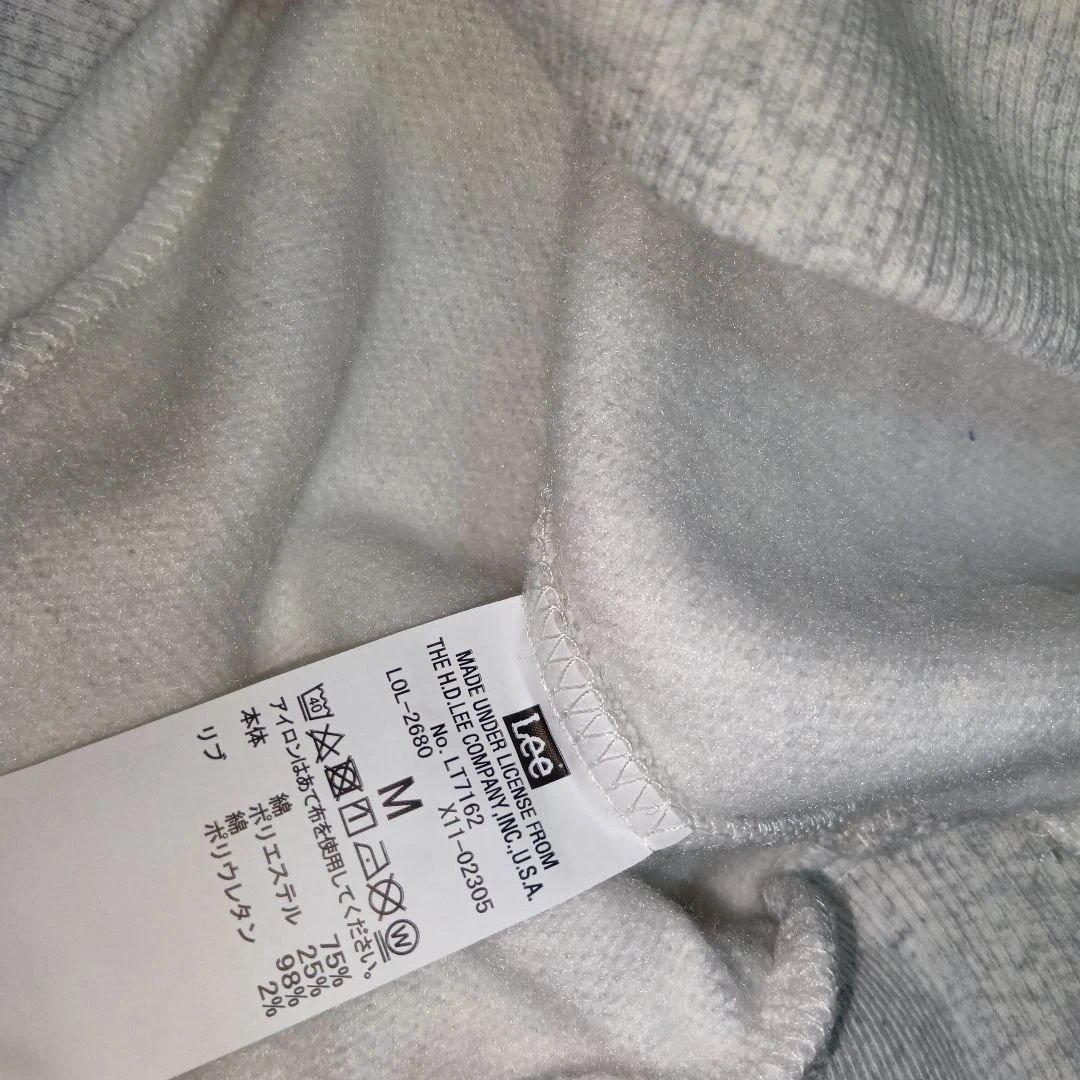 Lee
MADE UNDER LICENSE FROM
THE H.D.LEE COMPANY,INC.,U.S.A.
No. LT7162 X11-02305
LOL-2680
M
40 W
アイロンはあて布を使用してください。
本体 綿 75%
ポリエステル 25%
リブ 綿 98%
ポリウレタン 2%